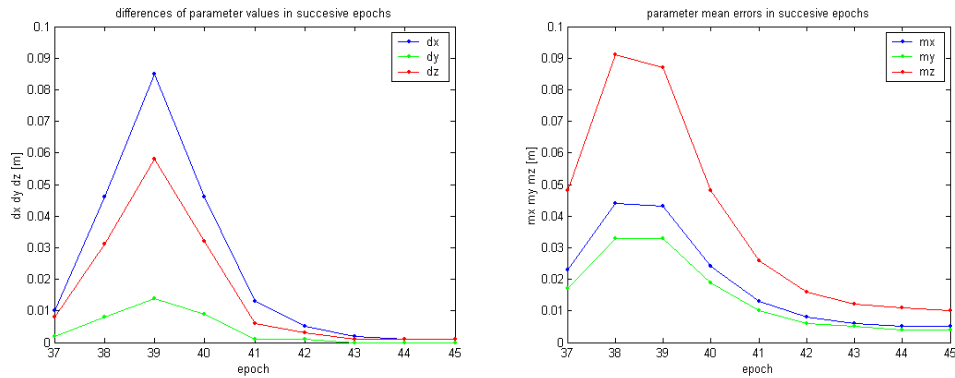 differences of parameter values in succesive epochs
0.1
0.09
0.08
0.07
0.06
0.05
0.04
0.03
0.02
0.01
0
dx dy dz [m]
dx
dy
dz
37 38 39 40 41 42 43 44 45
epoch
parameter mean errors in succesive epochs
0.1
0.09
0.08
0.07
0.06
0.05
0.04
0.03
0.02
0.01
0
mx my mz [m]
mx
my
mz
37 38 39 40 41 42 43 44 45
epoch